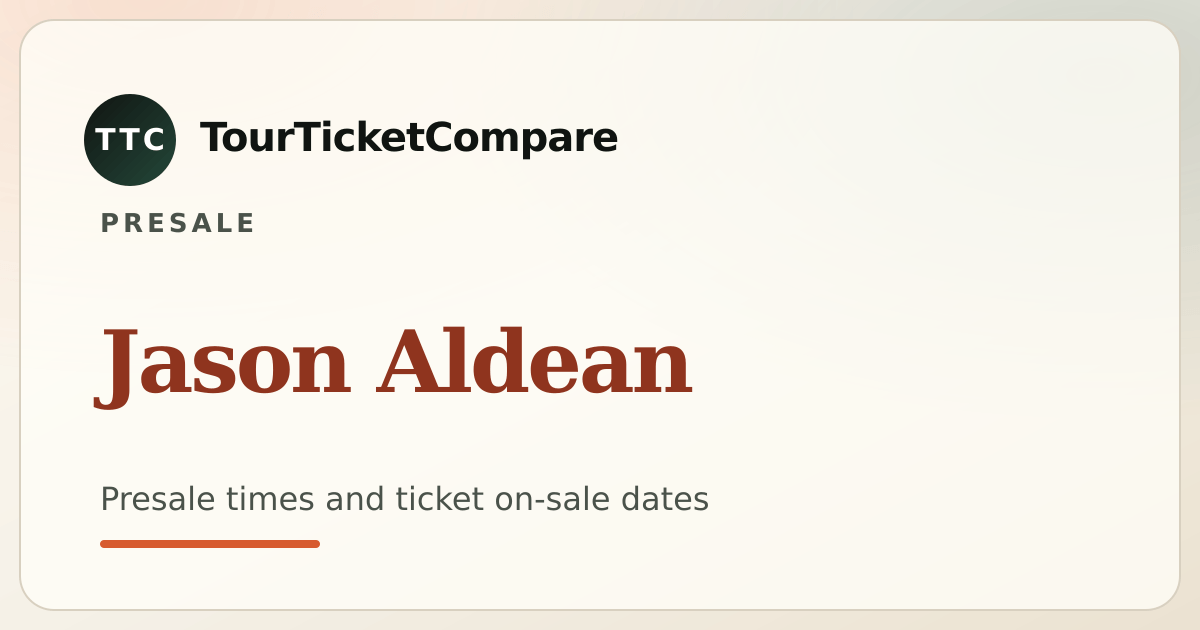 TTC TourTicketCompare
PRESALE
Jason Aldean
Presale times and ticket on-sale dates